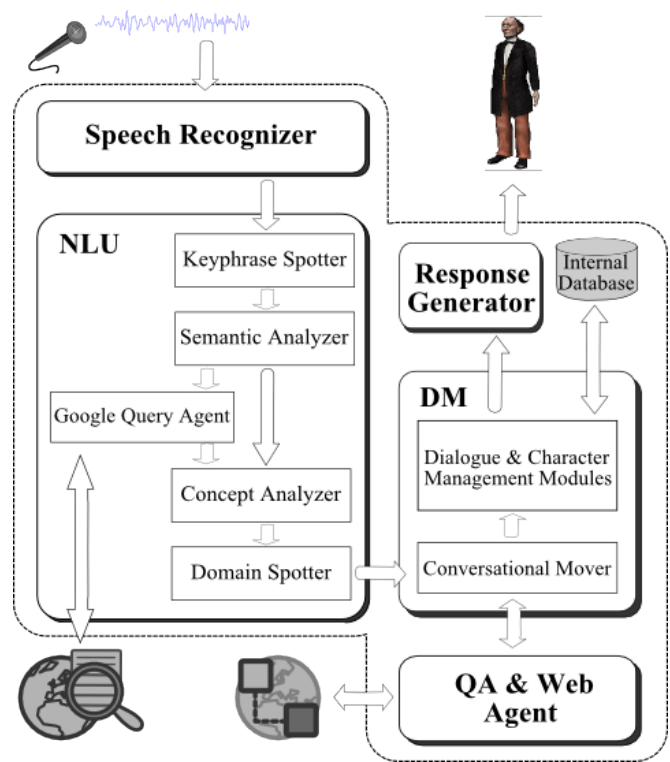 Speech Recognizer
NLU
Keyphrase Spotter
Semantic Analyzer
Google Query Agent
Concept Analyzer
Domain Spotter
Response
Generator
Internal
Database
DM
Dialogue & Character
Management Modules
Conversational Mover
QA & Web
Agent